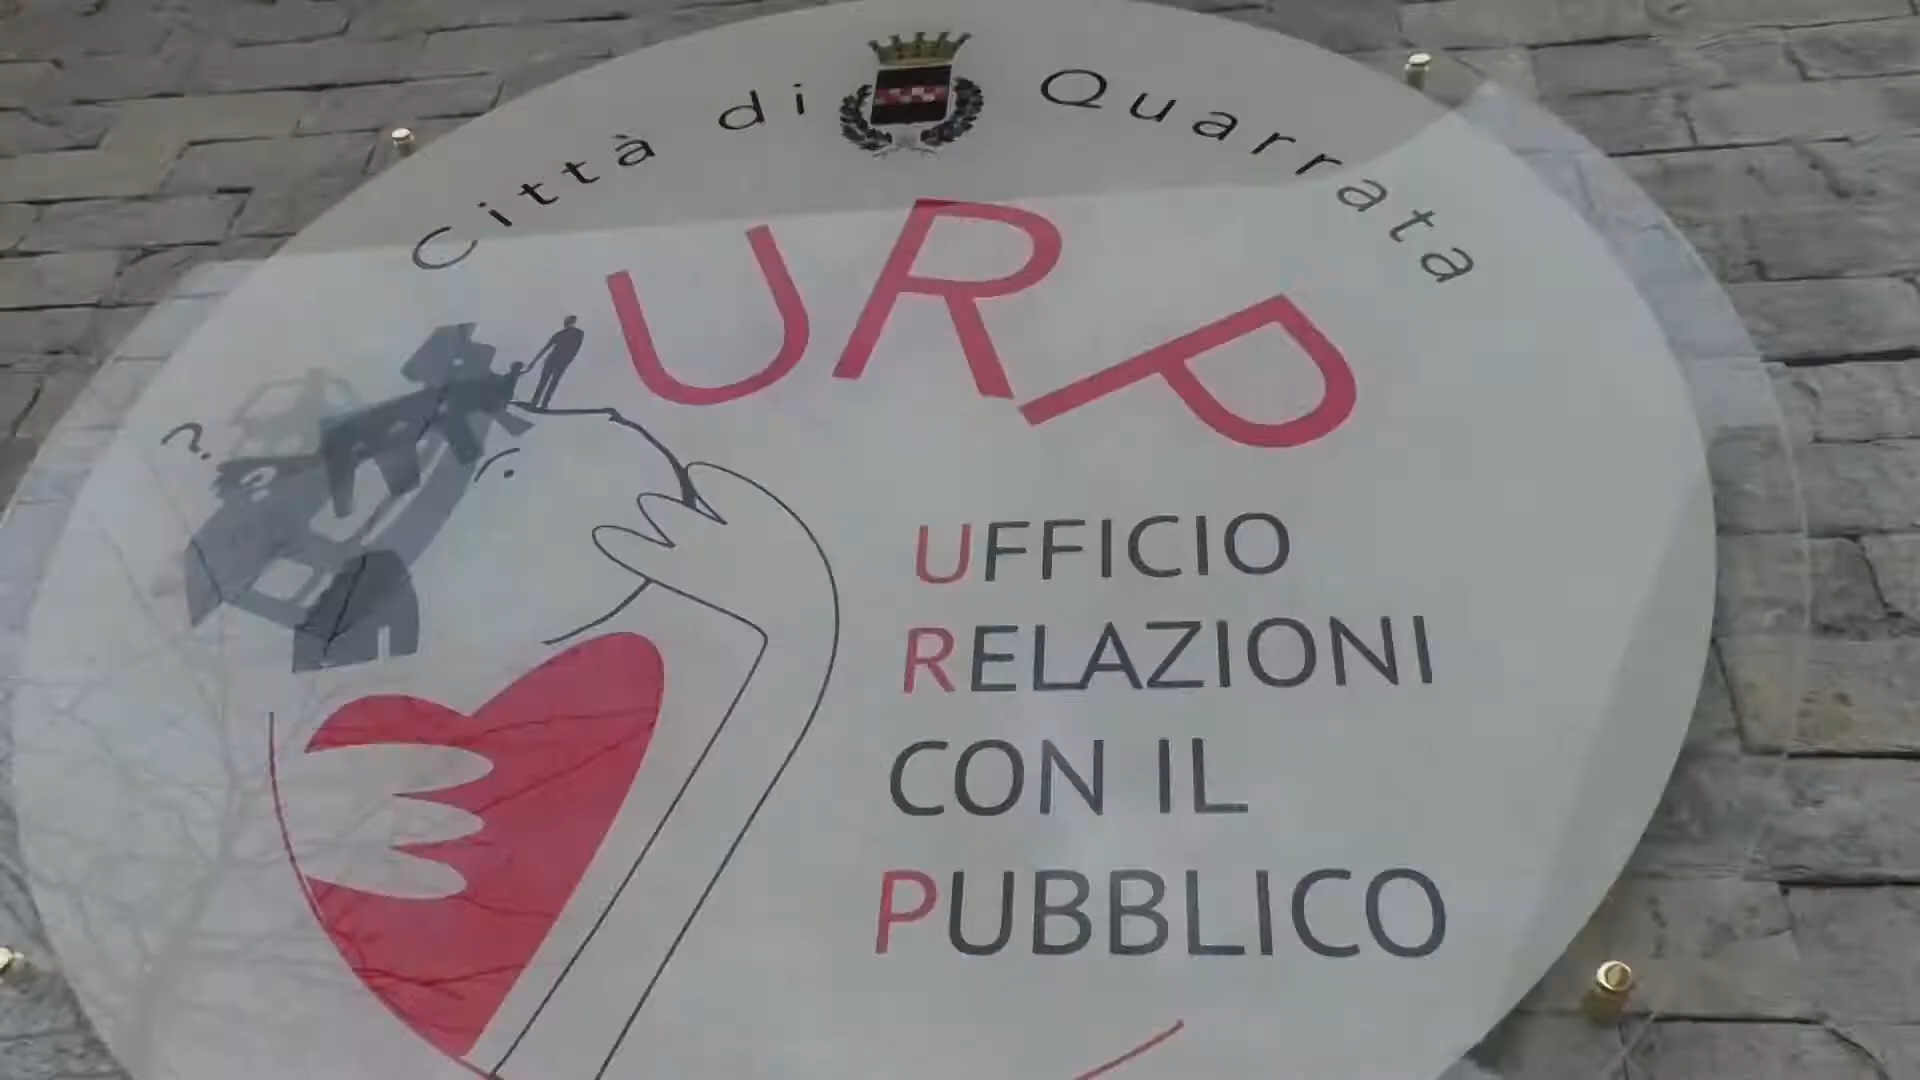 Città di Quarrata
URP
?
UFFICIO
RELAZIONI
CON IL
PUBBLICO